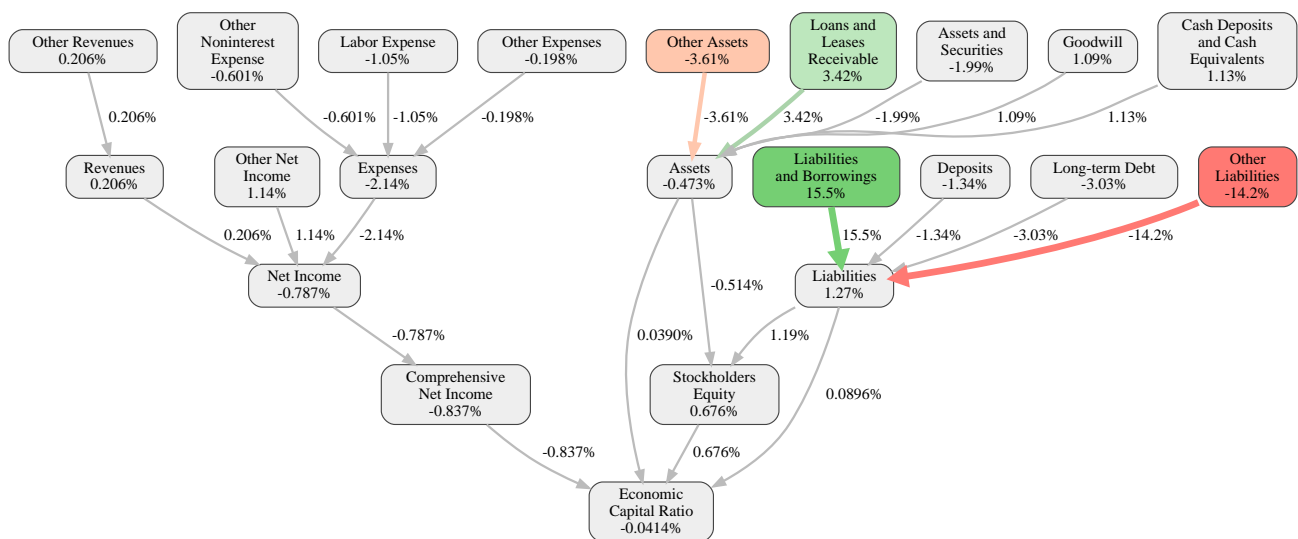 Other Revenues
0.206%
Other
Noninterest
Expense
-0.601%
Labor Expense
-1.05%
Other Expenses
-0.198%
Other Assets
-3.61%
Loans and
Leases
Receivable
3.42%
Assets and
Securities
-1.99%
Goodwill
1.09%
Cash Deposits
and Cash
Equivalents
1.13%
0.206%
-0.601%
-1.05%
-0.198%
-3.61%
3.42%
-1.99%
1.09%
1.13%
Revenues
0.206%
Other Net
Income
1.14%
Expenses
-2.14%
Assets
-0.473%
Liabilities
and Borrowings
15.5%
Deposits
-1.34%
Long-term Debt
-3.03%
Other
Liabilities
-14.2%
0.206%
1.14%
-2.14%
15.5%
-1.34%
-3.03%
-14.2%
Net Income
-0.787%
-0.514%
Liabilities
1.27%
-0.787%
0.0390%
1.19%
Comprehensive
Net Income
-0.837%
Stockholders
Equity
0.676%
0.0896%
-0.837%
0.676%
Economic
Capital Ratio
-0.0414%